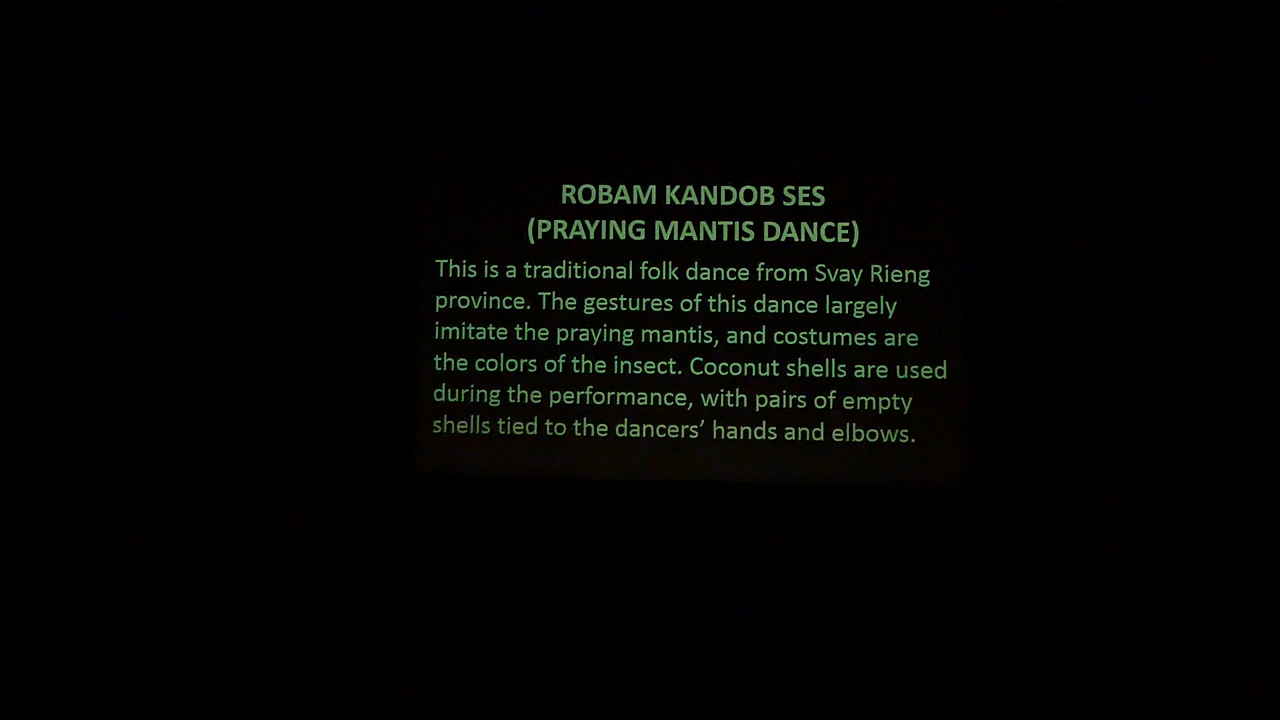 ROBAM KANDOB SES
(PRAYING MANTIS DANCE)
This is a traditional folk dance from Svay Rieng
province. The gestures of this dance largely
imitate the praying mantis, and costumes are
the colors of the insect. Coconut shells are used
during the performance, with pairs of empty
shells tied to the dancers’ hands and elbows.